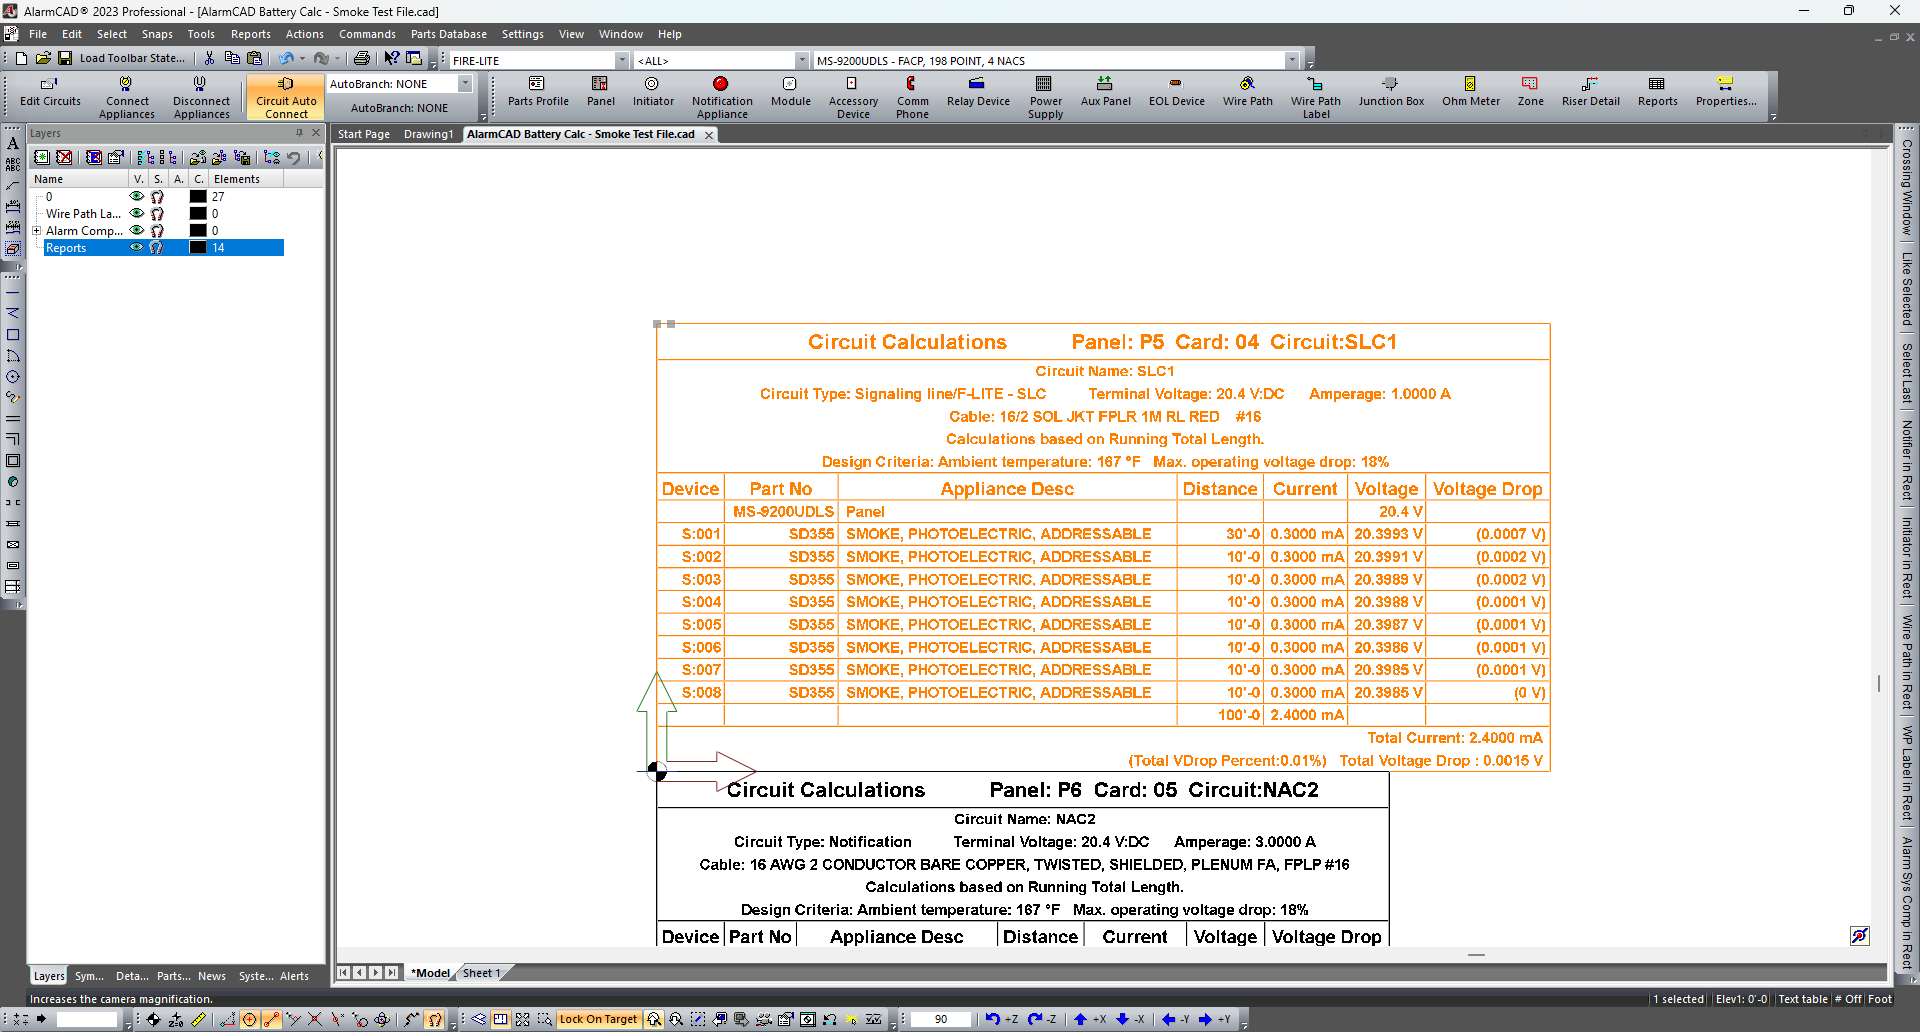 AlarmCAD® 2023 Professional - [AlarmCAD Battery Calc - Smoke Test File.cad]
File Edit Select Snaps Tools Reports Actions Commands Parts Database Settings View Window Help
Load Toolbar State... FIRE-LITE <ALL> MS-9200UDLS - FACP, 198 POINT, 4 NACS
Edit Circuits
Connect Appliances
Disconnect Appliances
Circuit Auto Connect
AutoBranch: NONE
AutoBranch: NONE
Parts Profile
Panel
Initiator
Notification Appliance
Module
Accessory Device
Comm Phone
Relay Device
Power Supply
Aux Panel
EOL Device
Wire Path
Wire Path Label
Junction Box
Ohm Meter
Zone
Riser Detail
Reports
Properties...
Layers
Start Page Drawing1 AlarmCAD Battery Calc - Smoke Test File.cad
Name V. S. A. C. Elements
0 27
Wire Path La... 0
Alarm Comp... 0
Reports 14
Circuit Calculations Panel: P5 Card: 04 Circuit:SLC1
Circuit Name: SLC1
Circuit Type: Signaling line/F-LITE - SLC Terminal Voltage: 20.4 V:DC Amperage: 1.0000 A
Cable: 16/2 SOL JKT FPLR 1M RL RED #16
Calculations based on Running Total Length.
Design Criteria: Ambient temperature: 167 °F Max. operating voltage drop: 18%
Device Part No Appliance Desc Distance Current Voltage Voltage Drop
MS-9200UDLS Panel 20.4 V
S:001 SD355 SMOKE, PHOTOELECTRIC, ADDRESSABLE 30'-0 0.3000 mA 20.3993 V (0.0007 V)
S:002 SD355 SMOKE, PHOTOELECTRIC, ADDRESSABLE 10'-0 0.3000 mA 20.3991 V (0.0002 V)
S:003 SD355 SMOKE, PHOTOELECTRIC, ADDRESSABLE 10'-0 0.3000 mA 20.3989 V (0.0002 V)
S:004 SD355 SMOKE, PHOTOELECTRIC, ADDRESSABLE 10'-0 0.3000 mA 20.3988 V (0.0001 V)
S:005 SD355 SMOKE, PHOTOELECTRIC, ADDRESSABLE 10'-0 0.3000 mA 20.3987 V (0.0001 V)
S:006 SD355 SMOKE, PHOTOELECTRIC, ADDRESSABLE 10'-0 0.3000 mA 20.3986 V (0.0001 V)
S:007 SD355 SMOKE, PHOTOELECTRIC, ADDRESSABLE 10'-0 0.3000 mA 20.3985 V (0.0001 V)
S:008 SD355 SMOKE, PHOTOELECTRIC, ADDRESSABLE 10'-0 0.3000 mA 20.3985 V (0 V)
100'-0 2.4000 mA
Total Current: 2.4000 mA
(Total VDrop Percent:0.01%) Total Voltage Drop : 0.0015 V
Circuit Calculations Panel: P6 Card: 05 Circuit:NAC2
Circuit Name: NAC2
Circuit Type: Notification Terminal Voltage: 20.4 V:DC Amperage: 3.0000 A
Cable: 16 AWG 2 CONDUCTOR BARE COPPER, TWISTED, SHIELDED, PLENUM FA, FPLP #16
Calculations based on Running Total Length.
Design Criteria: Ambient temperature: 167 °F Max. operating voltage drop: 18%
Device Part No Appliance Desc Distance Current Voltage Voltage Drop
Crossing Window
Like Selected
Select Last
Notifier in Rect
Initiator in Rect
Wire Path in Rect
WP Label in Rect
Alarm Sys Comp in Rect
Layers Sym... Deta... Parts... News Syste... Alerts
*Model Sheet 1
Increases the camera magnification.
1 selected Elev1: 0'-0 Text table # Off Foot
Lock On Target 90 +Z -Z +X -X -Y +Y